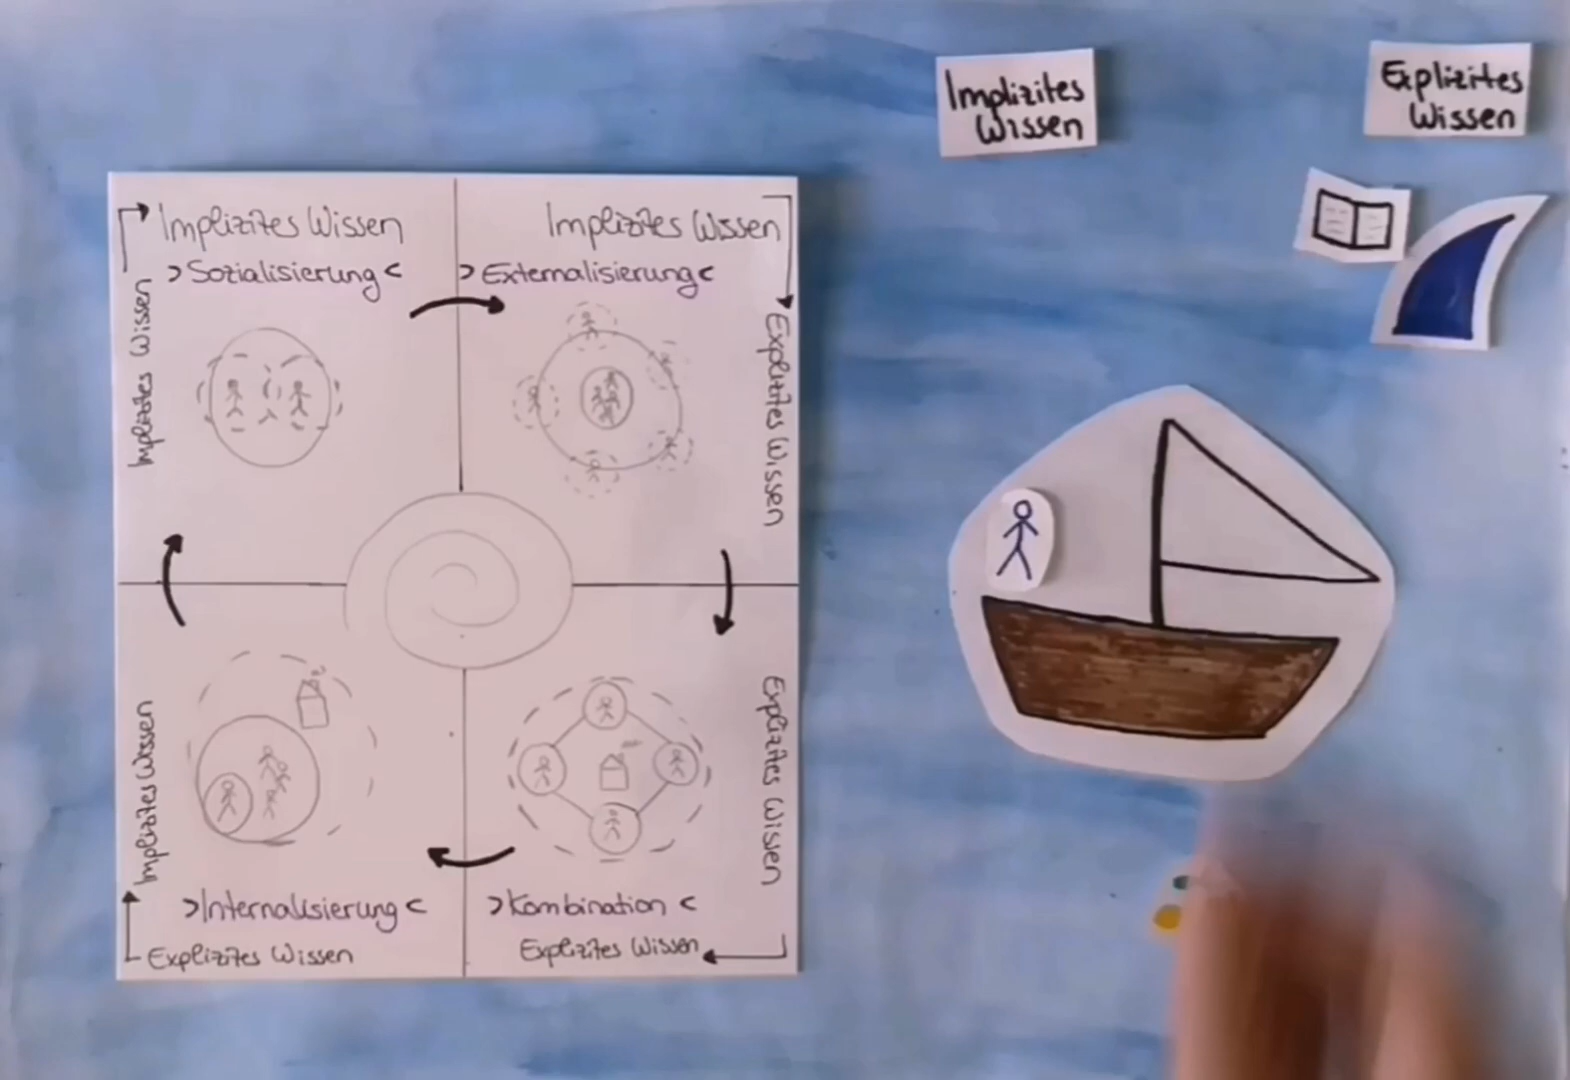 Implizites
Wissen
Explizites
Wissen
Implizites Wissen
>Sozialisierung<
Implizites Wissen
Implizites Wissen
>Externalisierung<
Explizites Wissen
Implizites Wissen
>Internalisierung<
Explizites Wissen
Explizites Wissen
>Kombination<
Explizites Wissen